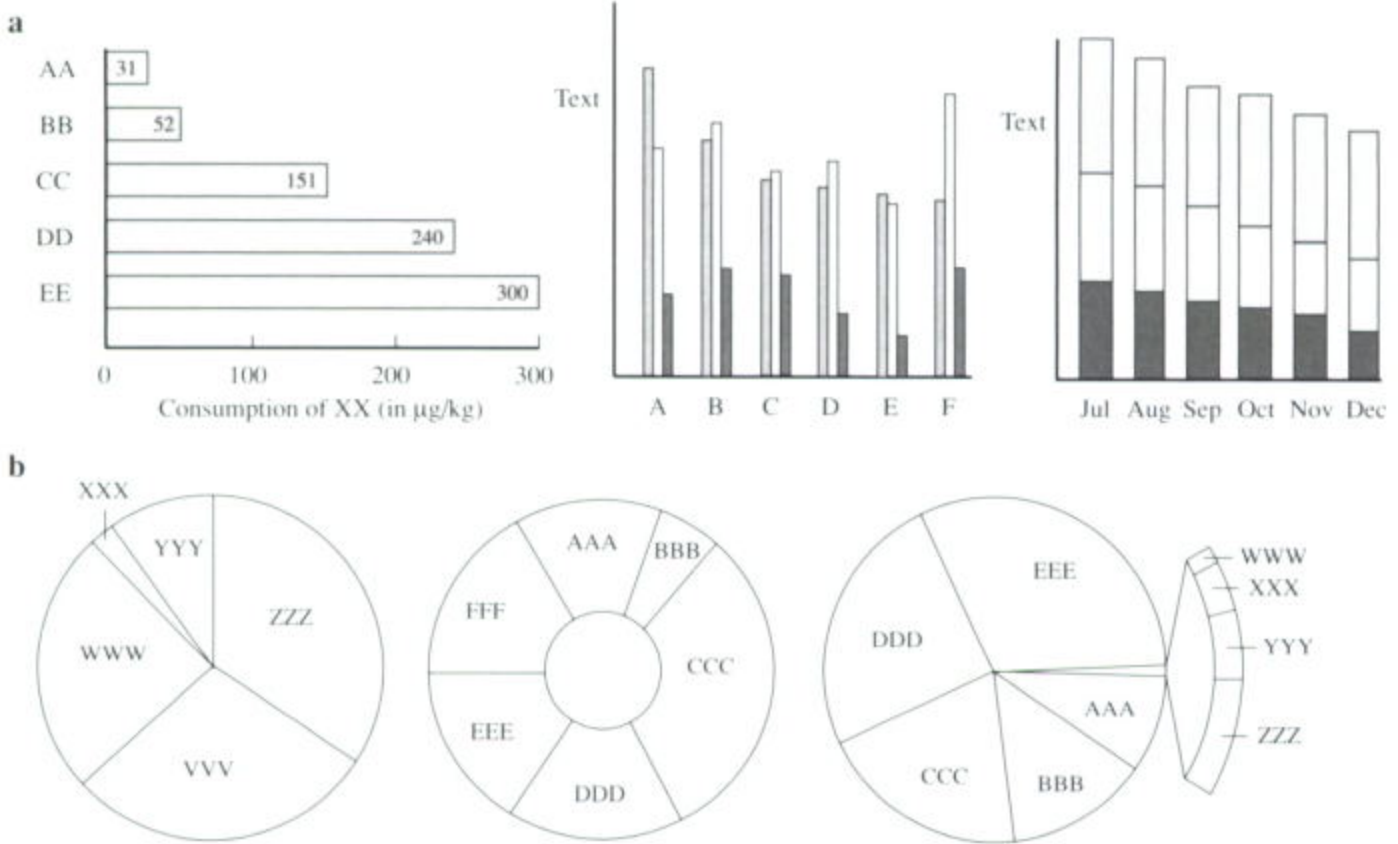 a
AA
31
BB
52
CC
151
DD
240
EE
300
0 100 200 300
Consumption of XX (in μg/kg)
Text
A B C D E F
Text
Jul Aug Sep Oct Nov Dec
b
XXX
YYY
ZZZ
WWW
VVV
AAA
BBB
FFF
CCC
EEE
DDD
EEE
DDD
AAA
CCC
BBB
WWW
XXX
YYY
ZZZ